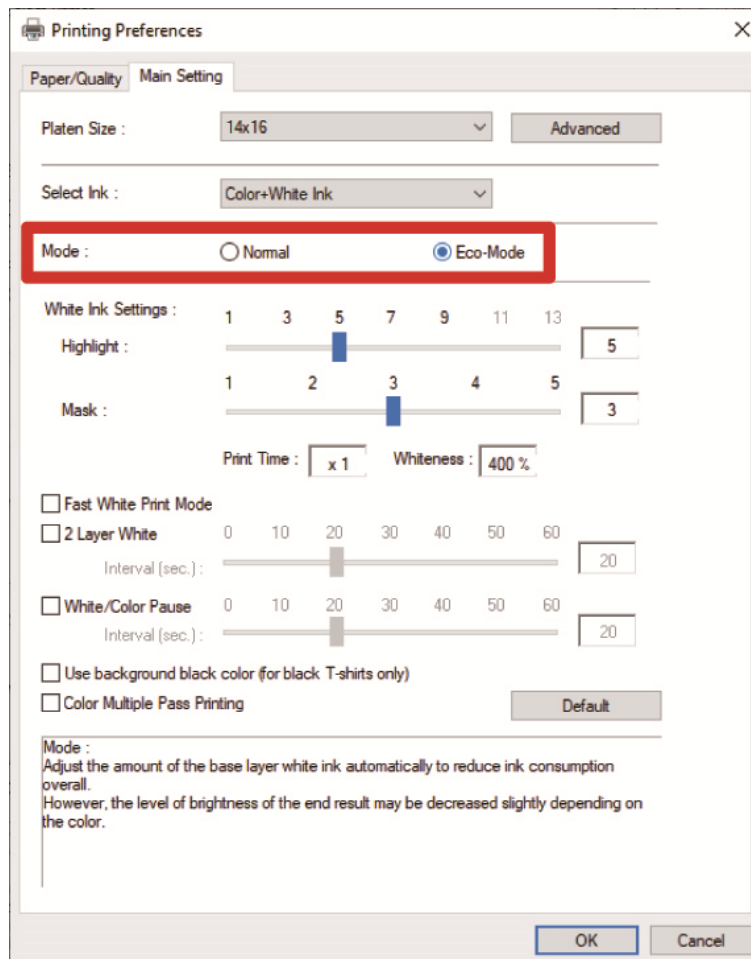 Printing Preferences
Paper/Quality Main Setting
Platen Size : 14x16 Advanced
Select Ink : Color+White Ink
Mode : Normal Eco-Mode
White Ink Settings : 1 3 5 7 9 11 13
Highlight : 5
1 2 3 4 5
Mask : 3
Print Time : x 1 Whiteness : 400 %
Fast White Print Mode
2 Layer White 0 10 20 30 40 50 60
Interval (sec.) : 20
White/Color Pause 0 10 20 30 40 50 60
Interval (sec.) : 20
Use background black color (for black T-shirts only)
Color Multiple Pass Printing Default
Mode :
Adjust the amount of the base layer white ink automatically to reduce ink consumption
overall.
However, the level of brightness of the end result may be decreased slightly depending on
the color.
OK Cancel